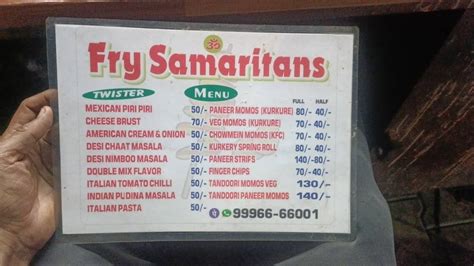 ॐ
Fry Samaritans
TWISTER MENU FULL HALF
MEXICAN PIRI PIRI 50/- PANEER MOMOS (KURKURE) 80/- 40/-
CHEESE BRUST 70/- VEG MOMOS (KURKURE) 70/- 40/-
AMERICAN CREAM & ONION 50/- CHOWMEIN MOMOS (KFC) 70/- 40/-
DESI CHAAT MASALA 50/- KURKERY SPRING ROLL 80/- 40/-
DESI NIMBOO MASALA 50/- PANEER STRIFS 140/- 80/-
DOUBLE MIX FLAVOR 50/- FINGER CHIPS 70/- 40/-
ITALIAN TOMATO CHILLI 50/- TANDOORI MOMOS VEG 130/-
INDIAN PUDINA MASALA 50/- TANDOORI PANEER MOMOS 140/-
ITALIAN PASTA 50/- 99966-66001